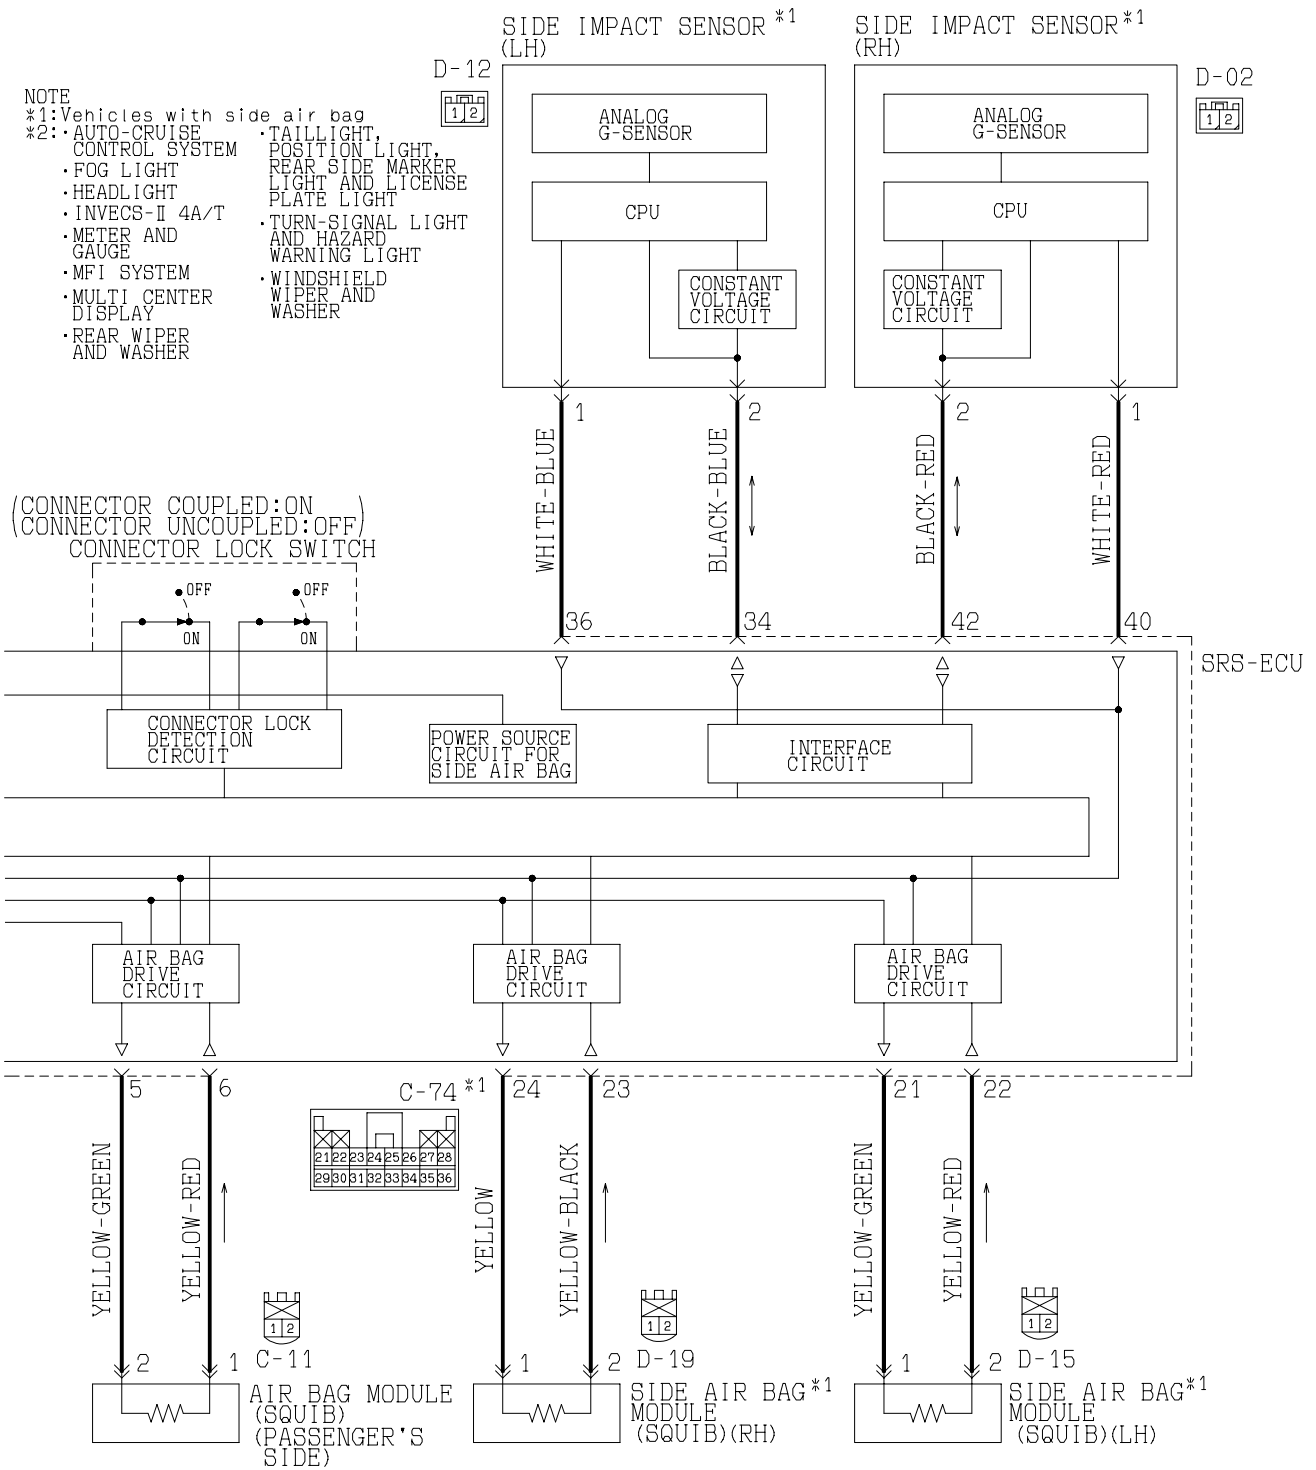 SIDE IMPACT SENSOR *1
(LH)
SIDE IMPACT SENSOR *1
(RH)
D-12
1 2
D-02
1 2
NOTE
*1:Vehicles with side air bag
*2:·AUTO-CRUISE
CONTROL SYSTEM
·FOG LIGHT
·HEADLIGHT
·INVECS-Ⅱ 4A/T
·METER AND
GAUGE
·MFI SYSTEM
·MULTI CENTER
DISPLAY
·REAR WIPER
AND WASHER
·TAILLIGHT,
POSITION LIGHT,
REAR SIDE MARKER
LIGHT AND LICENSE
PLATE LIGHT
·TURN-SIGNAL LIGHT
AND HAZARD
WARNING LIGHT
·WINDSHIELD
WIPER AND
WASHER
ANALOG
G-SENSOR
CPU
CONSTANT
VOLTAGE
CIRCUIT
ANALOG
G-SENSOR
CPU
CONSTANT
VOLTAGE
CIRCUIT
1
2
2
1
WHITE-BLUE
BLACK-BLUE
BLACK-RED
WHITE-RED
36
34
42
40
(CONNECTOR COUPLED:ON
CONNECTOR UNCOUPLED:OFF)
CONNECTOR LOCK SWITCH
OFF
ON
OFF
ON
SRS-ECU
CONNECTOR LOCK
DETECTION
CIRCUIT
POWER SOURCE
CIRCUIT FOR
SIDE AIR BAG
INTERFACE
CIRCUIT
AIR BAG
DRIVE
CIRCUIT
AIR BAG
DRIVE
CIRCUIT
AIR BAG
DRIVE
CIRCUIT
5
6
C-74 *1
24
23
21
22
21 22 23 24 25 26 27 28
29 30 31 32 33 34 35 36
YELLOW-GREEN
YELLOW-RED
YELLOW
YELLOW-BLACK
YELLOW-GREEN
YELLOW-RED
1 2
C-11
1 2
D-19
1 2
D-15
2
1
1
2
1
2
AIR BAG MODULE
(SQUIB)
(PASSENGER'S
SIDE)
SIDE AIR BAG *1
MODULE
(SQUIB)(RH)
SIDE AIR BAG *1
MODULE
(SQUIB)(LH)